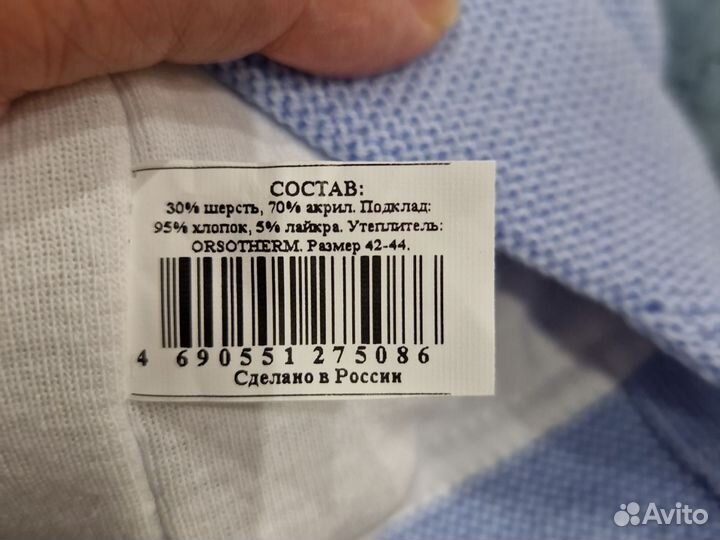 СОСТАВ:
30% шерсть, 70% акрил. Подклад:
95% хлопок, 5% лайкра. Утеплитель:
ORSOTHERM. Размер 42-44.
4 690551 275086
Сделано в России
Avito